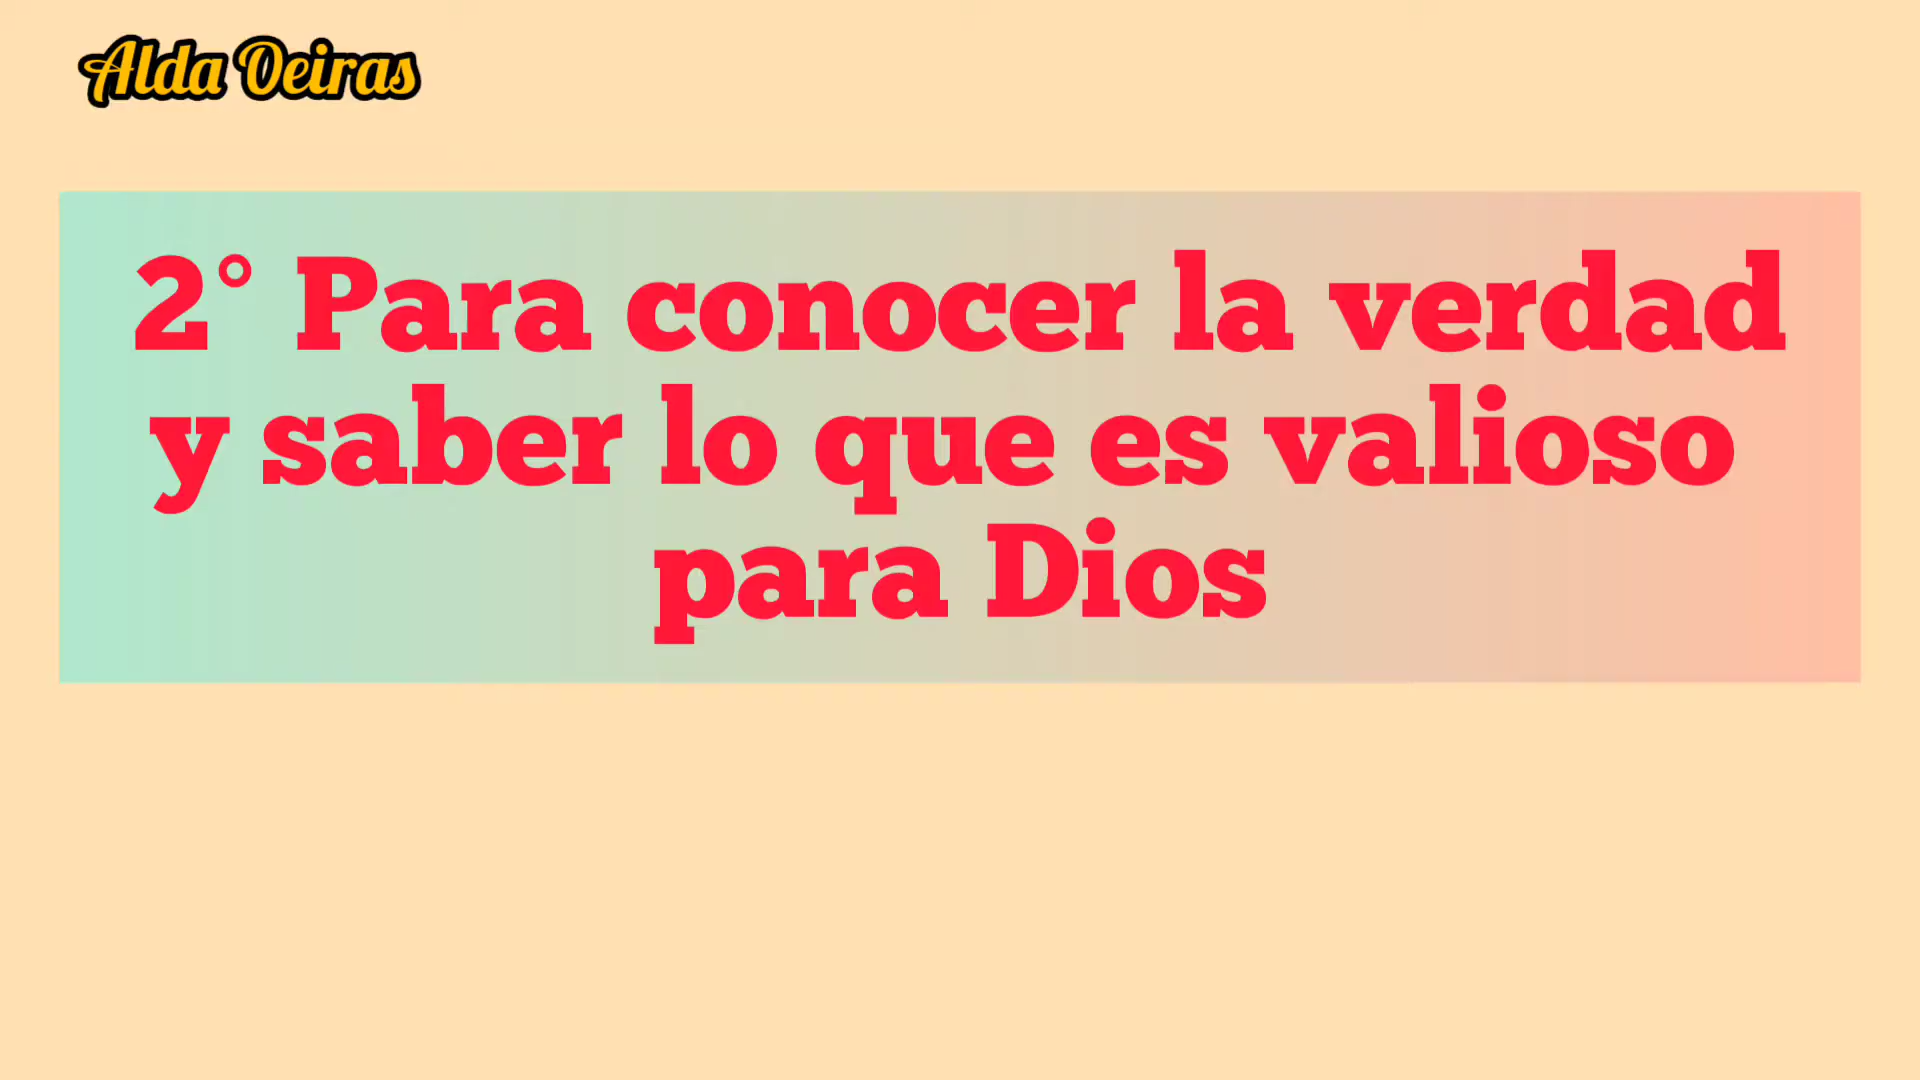 Alda Oeiras
2° Para conocer la verdad
y saber lo que es valioso
para Dios